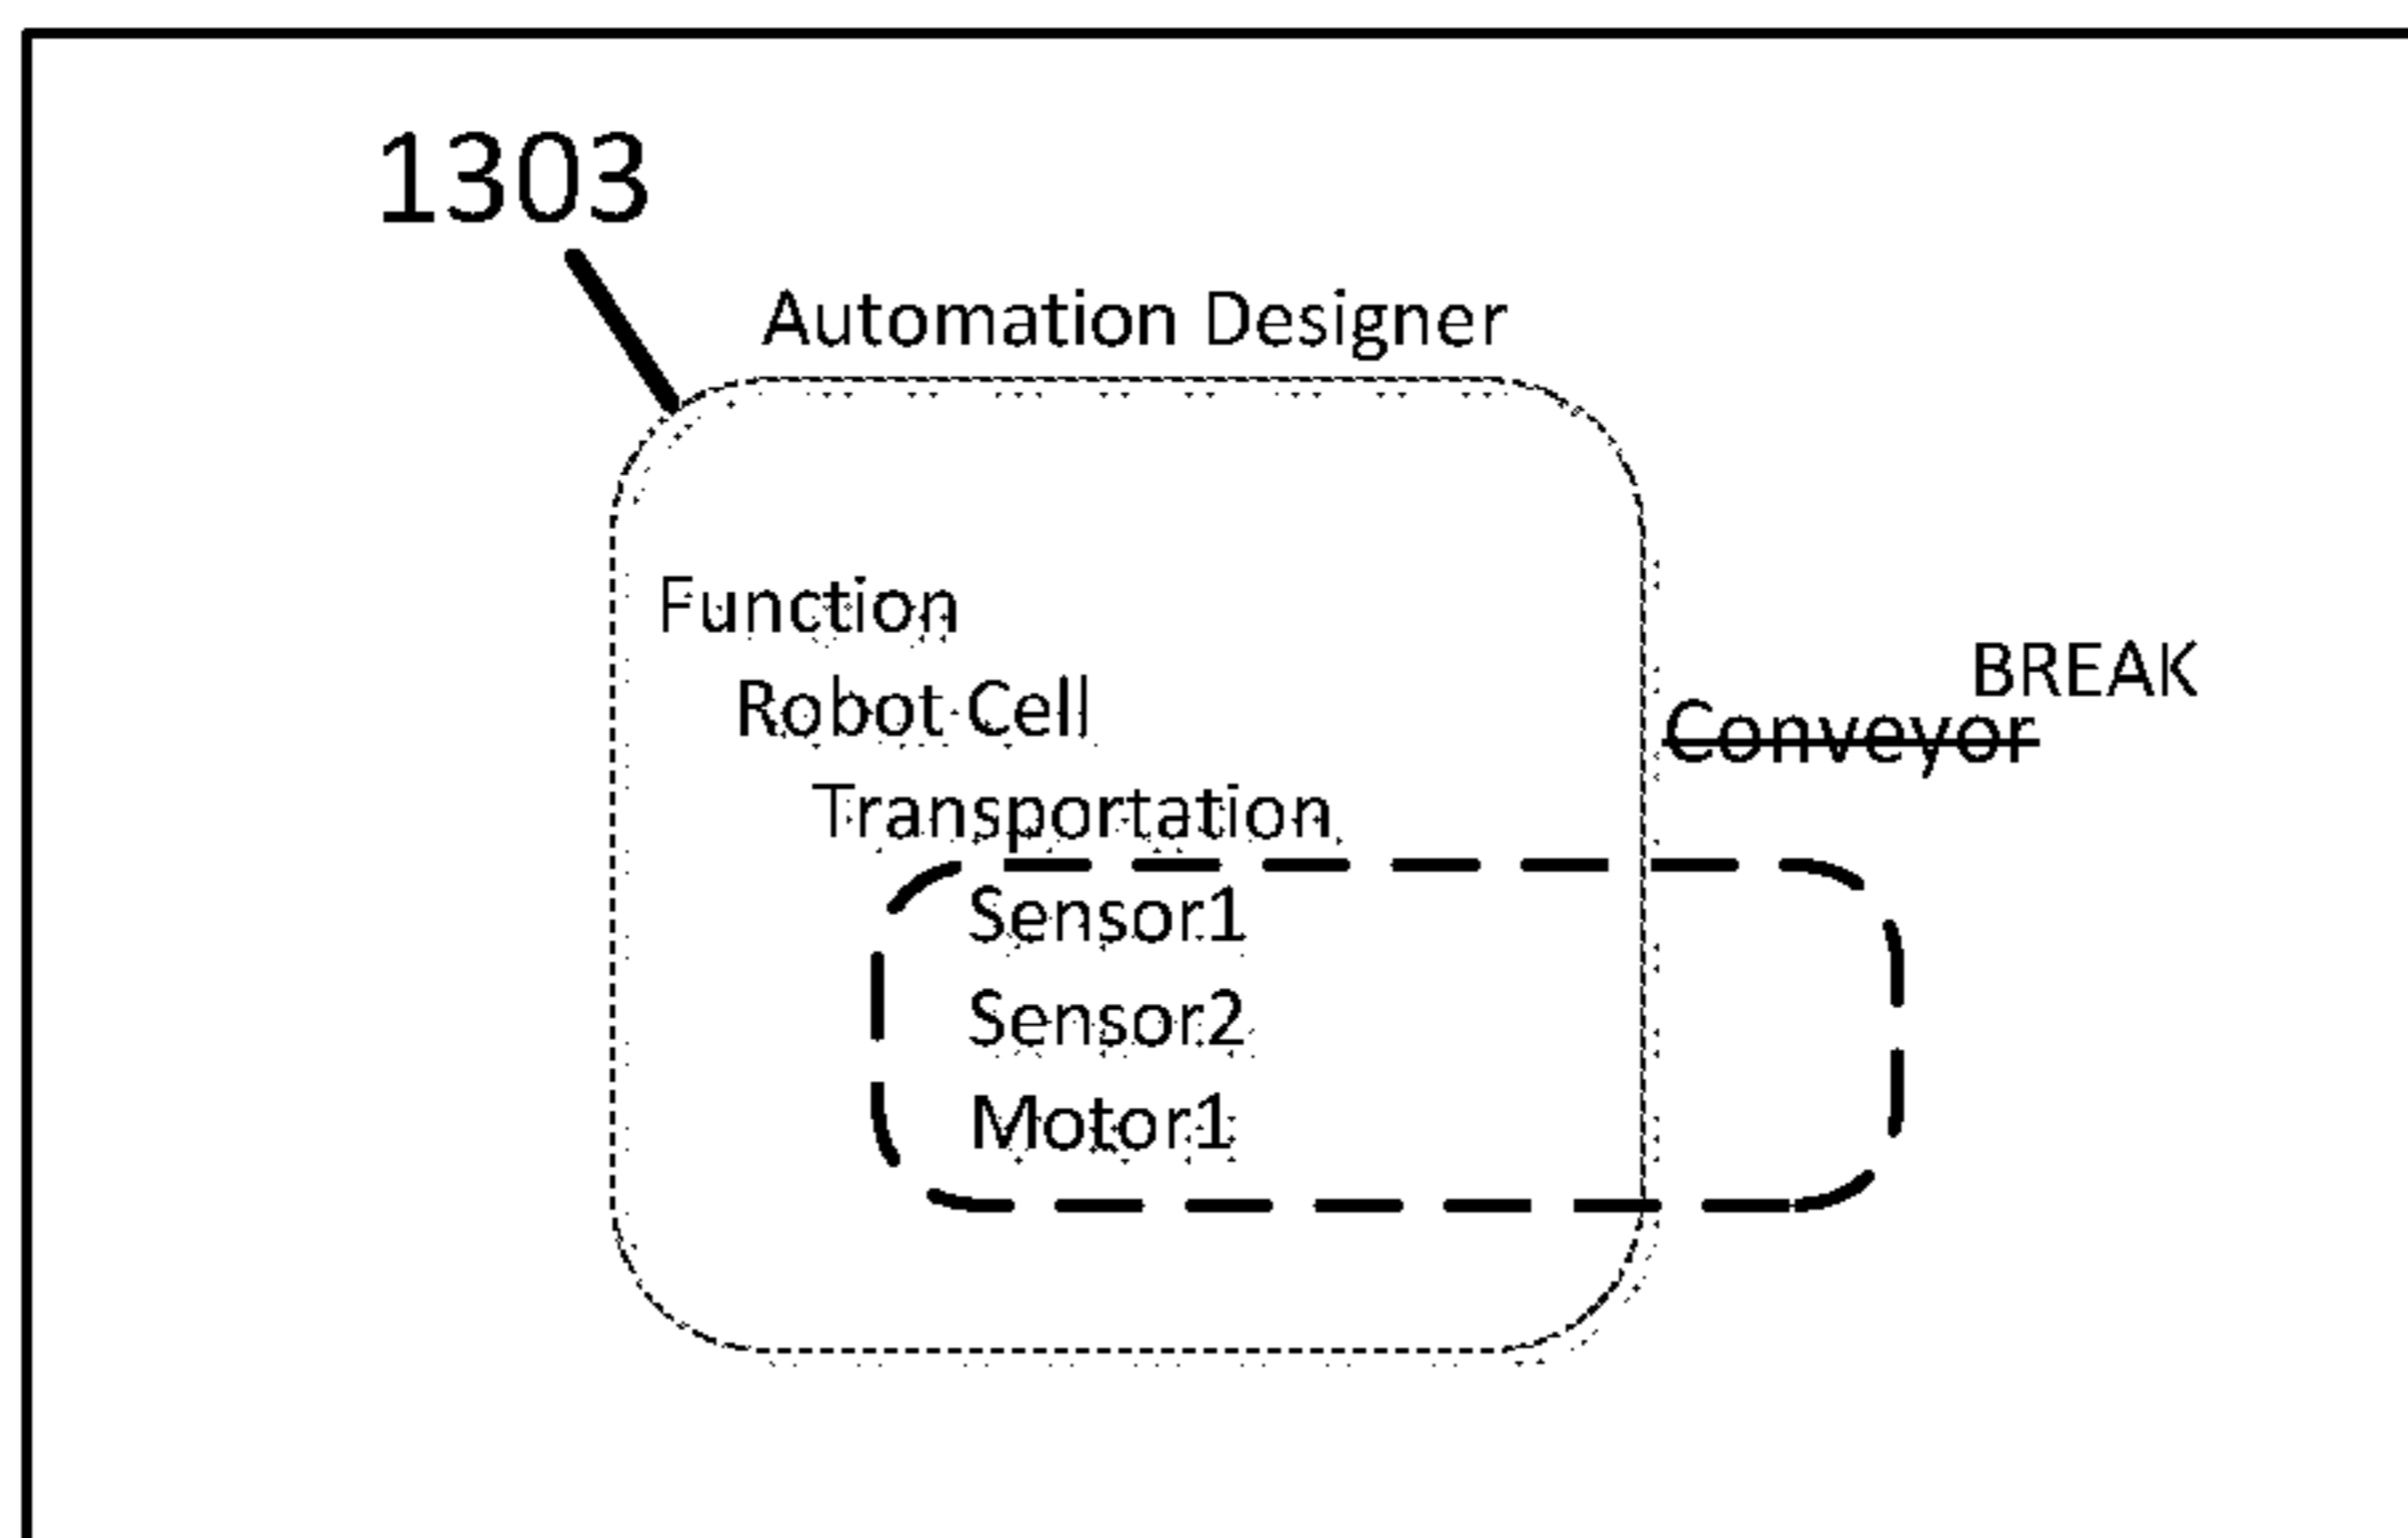 1303
Automation Designer
Function
Robot Cell
Transportation
Sensor1
Sensor2
Motor1
BREAK
Conveyor